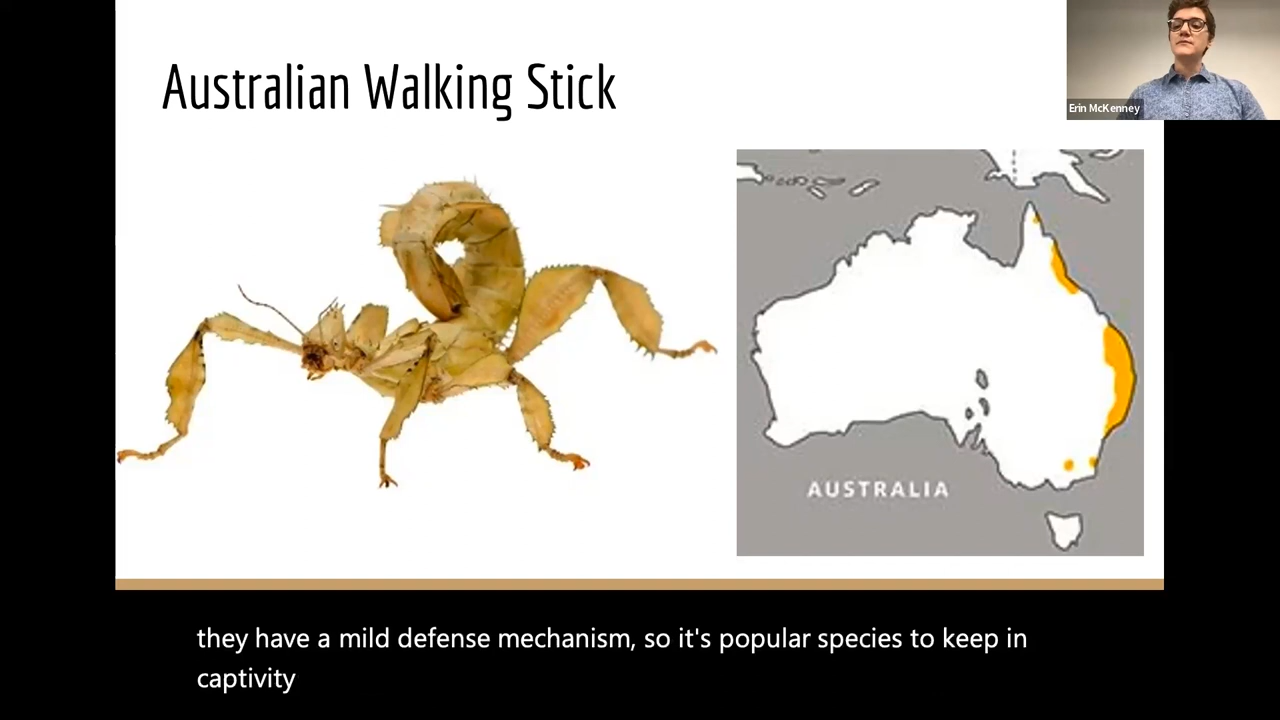 Australian Walking Stick
Erin McKenney
AUSTRALIA
they have a mild defense mechanism, so it's popular species to keep in
captivity